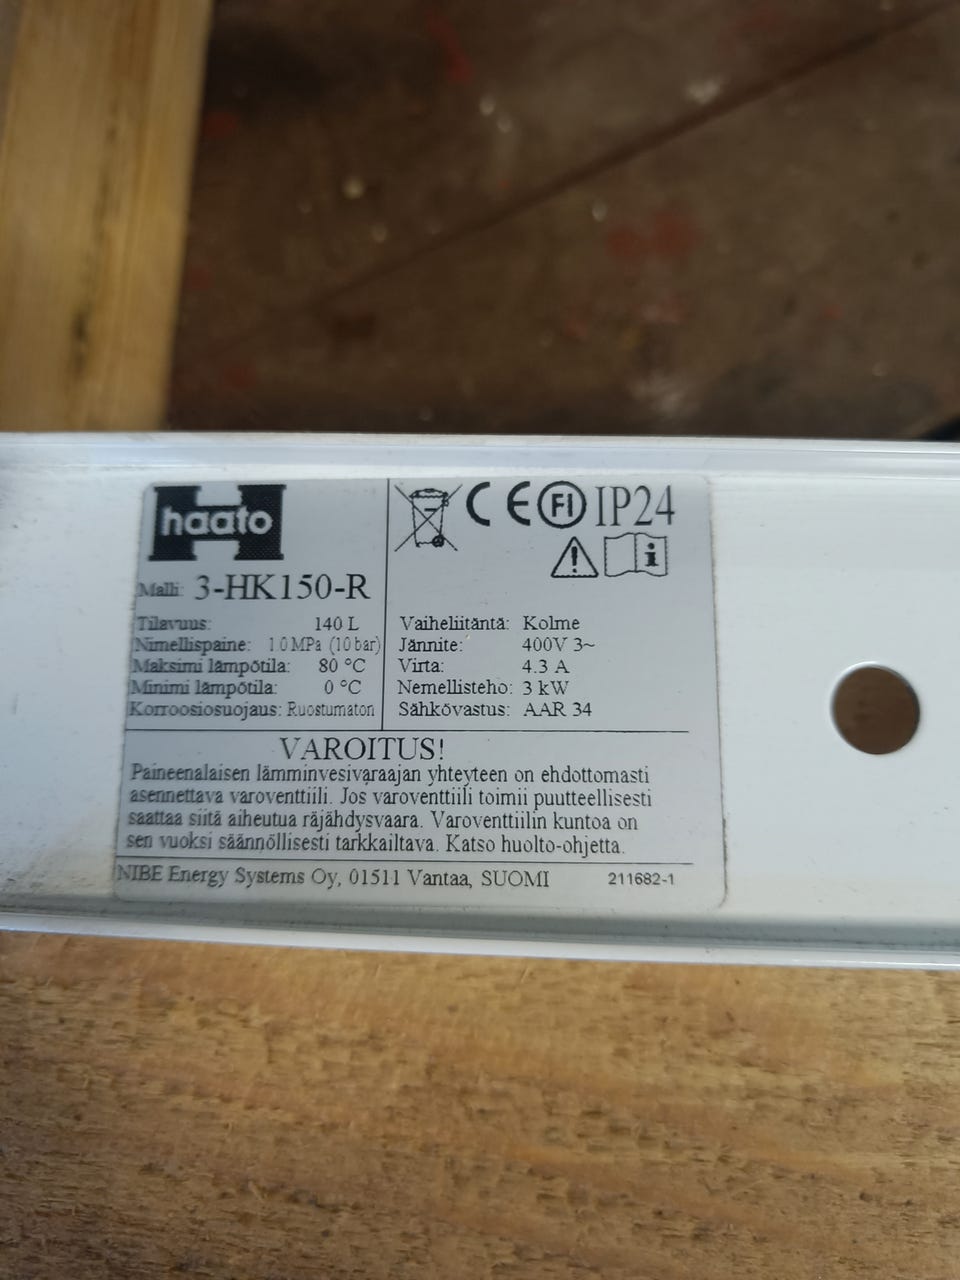 haato
CE FI IP24
i
Malli: 3-HK150-R
Tilavuus: 140 L
Nimellispaine: 1.0 MPa (10 bar)
Maksimi lämpötila: 80 °C
Minimi lämpötila: 0 °C
Korroosiosuojaus: Ruostumaton
Vaiheliitäntä: Kolme
Jännite: 400V 3~
Virta: 4.3 A
Nemellisteho: 3 kW
Sähkövastus: AAR 34
VAROITUS!
Paineenalaisen lämminvesivaraajan yhteyteen on ehdottomasti
asennettava varoventtiili. Jos varoventtiili toimii puutteellisesti
saattaa siitä aiheutua räjähdysvaara. Varoventtiilin kuntoa on
sen vuoksi säännöllisesti tarkkailtava. Katso huolto-ohjetta.
NIBE Energy Systems Oy, 01511 Vantaa, SUOMI 211682-1